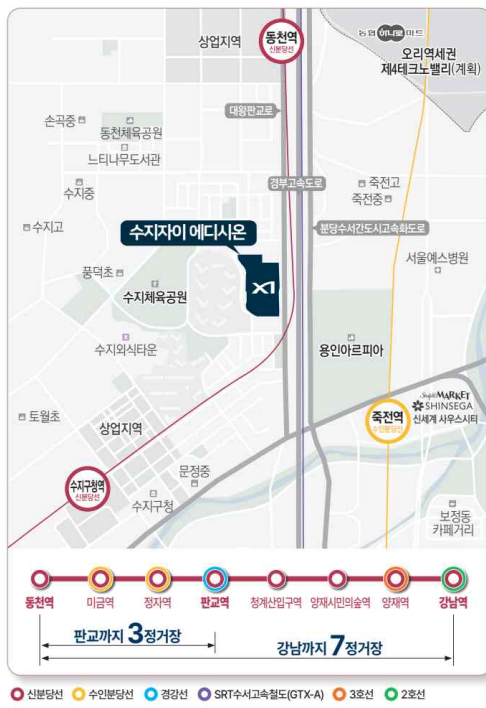 상업지역
동천역
신분당선
농협 하나로 마트
오리역세권
제4테크노밸리(계획)
대왕판교로
손곡중
동천체육공원
느티나무도서관
경부고속도로
수지중
죽전고
죽전중
수지고
수지자이 에디시온
분당수서간도시고속화도로
서울예스병원
풍덕초
수지체육공원
XI
수지외식타운
용인아르피아
토월초
상업지역
죽전역
수인분당선
SHINSEGA
신세계 사우스시티
수지구청역
신분당선
문정중
수지구청
보정동
카페거리
동천역
미금역
정자역
판교역
청계산입구역
양재시민의숲역
양재역
강남역
판교까지 3정거장
강남까지 7정거장
신분당선
수인분당선
경강선
SRT수서고속철도(GTX-A)
3호선
2호선